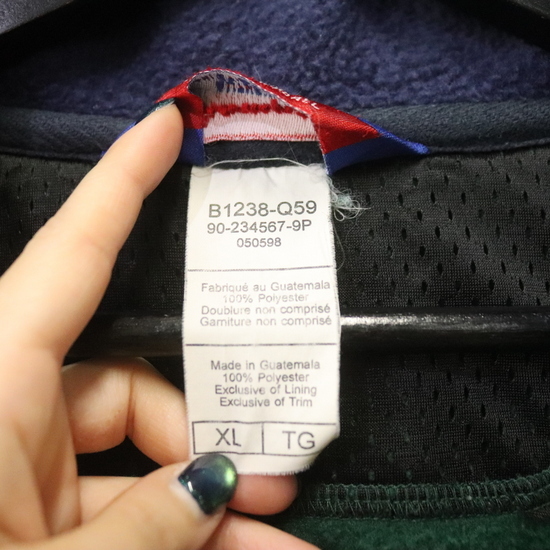 B1238-Q59
90-234567-9P
050598
Fabriqué au Guatemala
100% Polyester
Doublure non comprisé
Garniture non comprisé
Made in Guatemala
100% Polyester
Exclusive of Lining
Exclusive of Trim
XL TG